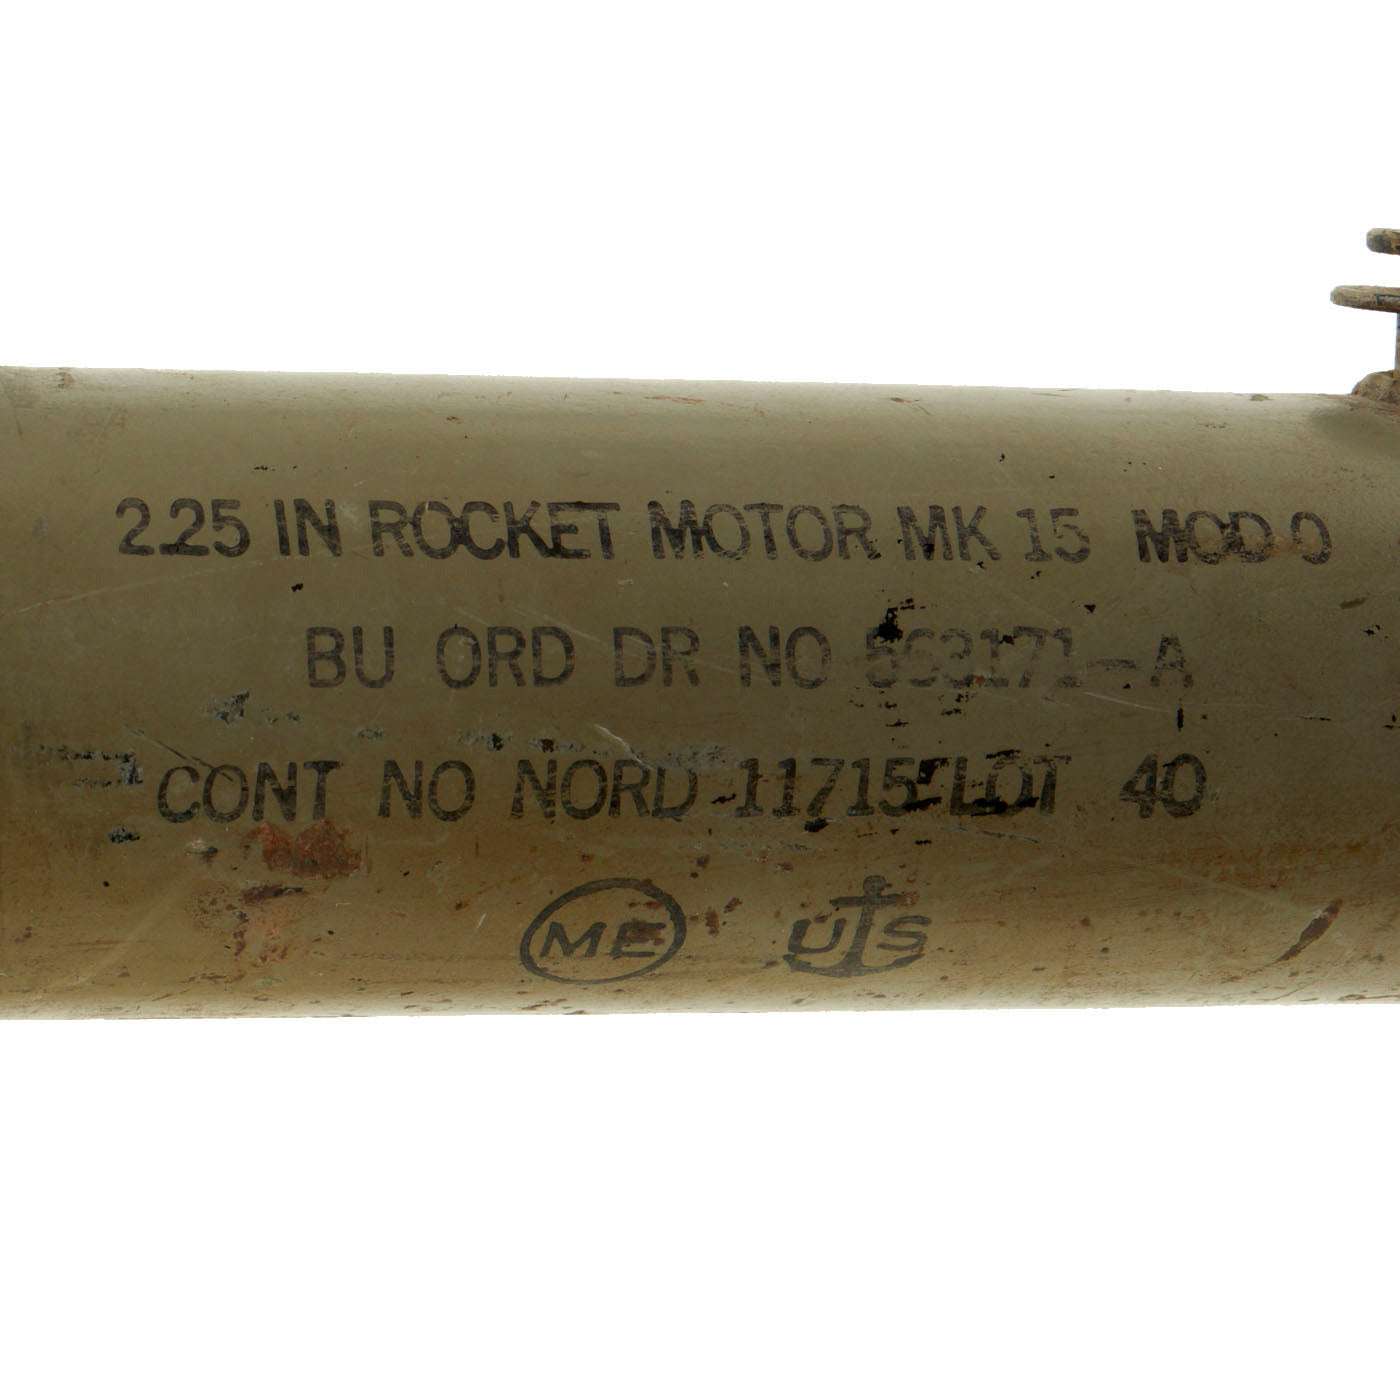 2.25 IN ROCKET MOTOR MK 15 MOD 0
BU ORD DR NO 563171-A
CONT NO NORD 11715 LOT 40
ME US